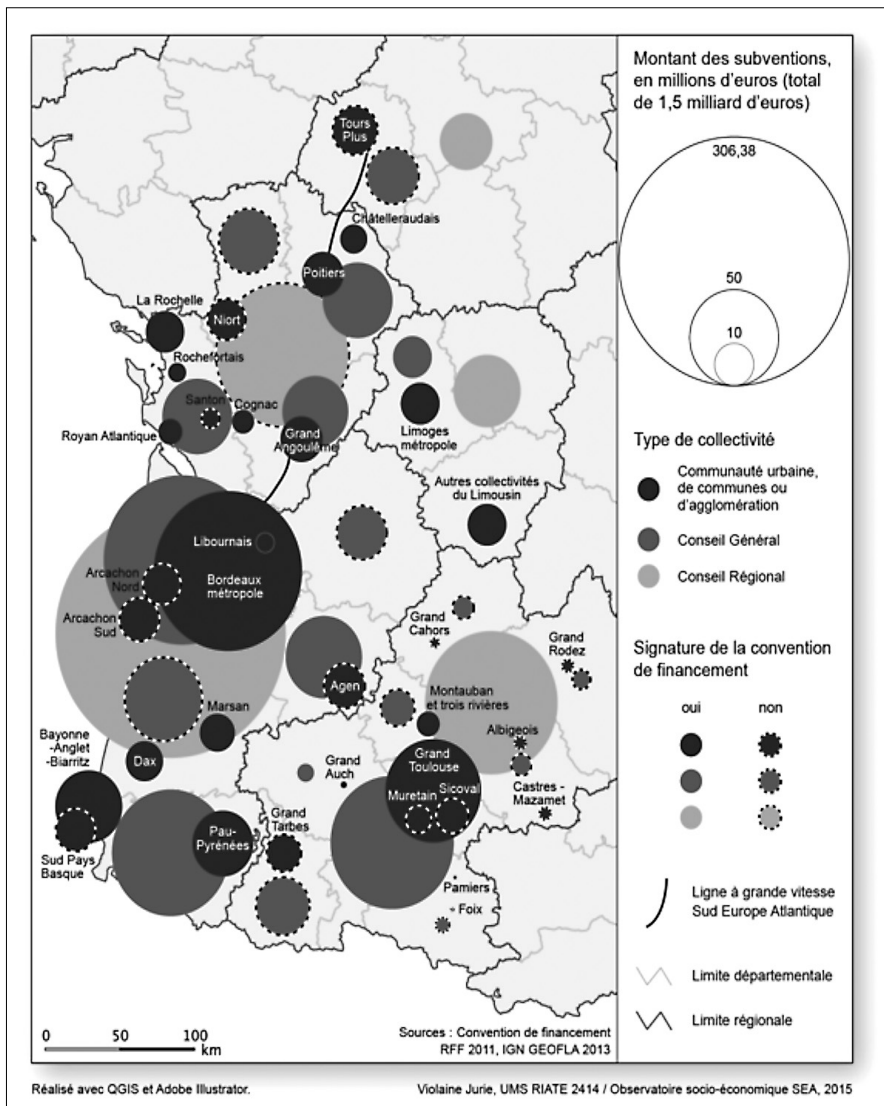 Tours
Plus
Châtelleraudais
Poitiers
La Rochelle
Niort
Rochefortais
Santon
Cognac
Royan Atlantique
Grand
Angoulême
Limoges
métropole
Autres collectivités
du Limousin
Libournais
Arcachon
Nord
Bordeaux
métropole
Arcachon
Sud
Grand
Cahors
Grand
Rodez
Agen
Montauban
et trois rivières
Marsan
Bayonne
-Anglet
-Biarritz
Albigeois
Dax
Grand
Auch
Grand
Toulouse
Muretain
Sicoval
Castres -
Mazamet
Pau-
Pyrénées
Grand
Tarbes
Sud Pays
Basque
Pamiers
Foix
0 50 100
km
Sources : Convention de financement
RFF 2011, IGN GEOFLA 2013
Montant des subventions,
en millions d'euros (total
de 1,5 milliard d'euros)
306,38
50
10
Type de collectivité
Communauté urbaine,
de communes ou
d'agglomération
Conseil Général
Conseil Régional
Signature de la convention
de financement
oui non
Ligne à grande vitesse
Sud Europe Atlantique
Limite départementale
Limite régionale
Réalisé avec QGIS et Adobe Illustrator.
Violaine Jurie, UMS RIATE 2414 / Observatoire socio-économique SEA, 2015